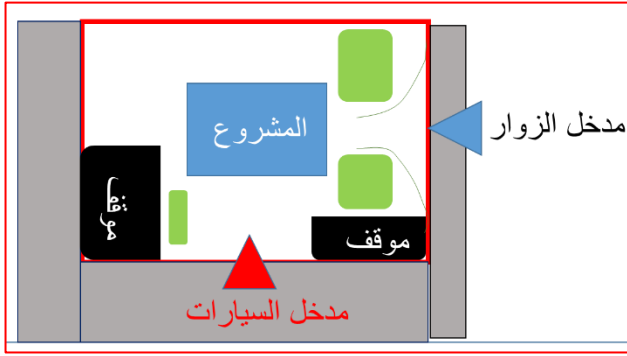 المشروع
مدخل الزوار
موقف
موقف
مدخل السيارات